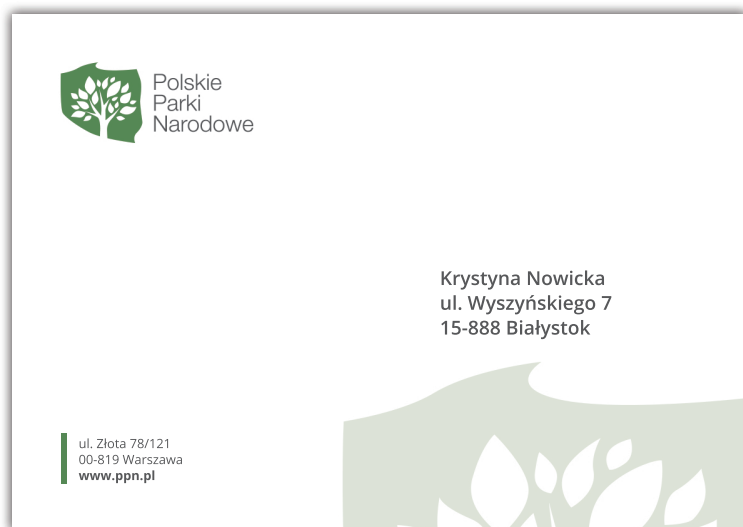 Polskie
Parki
Narodowe
Krystyna Nowicka
ul. Wyszyńskiego 7
15-888 Białystok
ul. Złota 78/121
00-819 Warszawa
www.ppn.pl